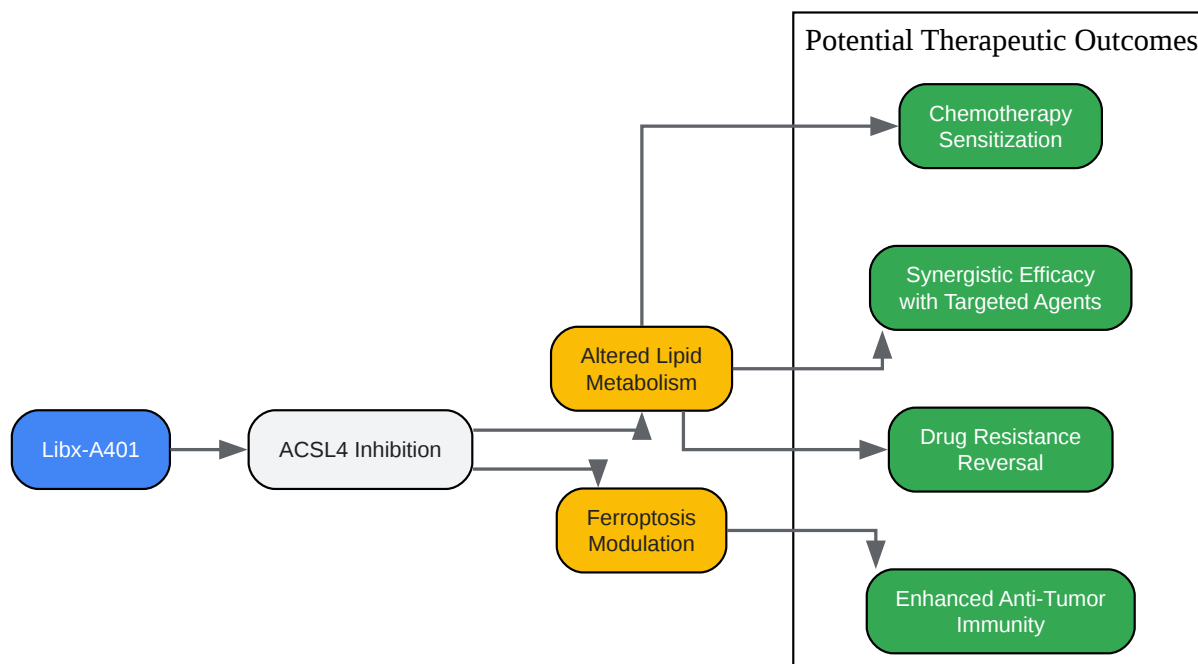 Potential Therapeutic Outcomes
Chemotherapy
Sensitization
Synergistic Efficacy
with Targeted Agents
Altered Lipid
Metabolism
Libx-A401
ACSL4 Inhibition
Drug Resistance
Reversal
Ferroptosis
Modulation
Enhanced Anti-Tumor
Immunity